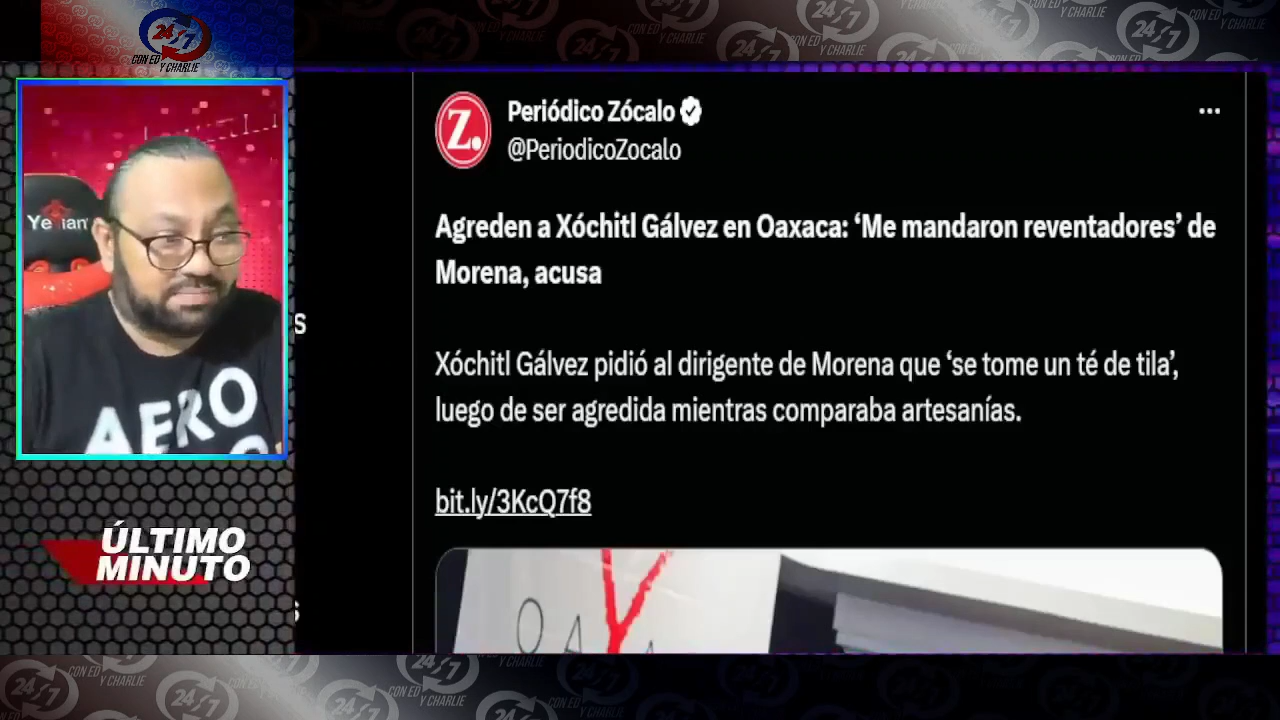 24/7
CON ED
Y CHARLIE
Yeyian
AERO
ÚLTIMO
MINUTO
Z.
Periódico Zócalo
@PeriodicoZocalo
Agreden a Xóchitl Gálvez en Oaxaca: ‘Me mandaron reventadores’ de
Morena, acusa
Xóchitl Gálvez pidió al dirigente de Morena que ‘se tome un té de tila’,
luego de ser agredida mientras comparaba artesanías.
bit.ly/3KcQ7f8